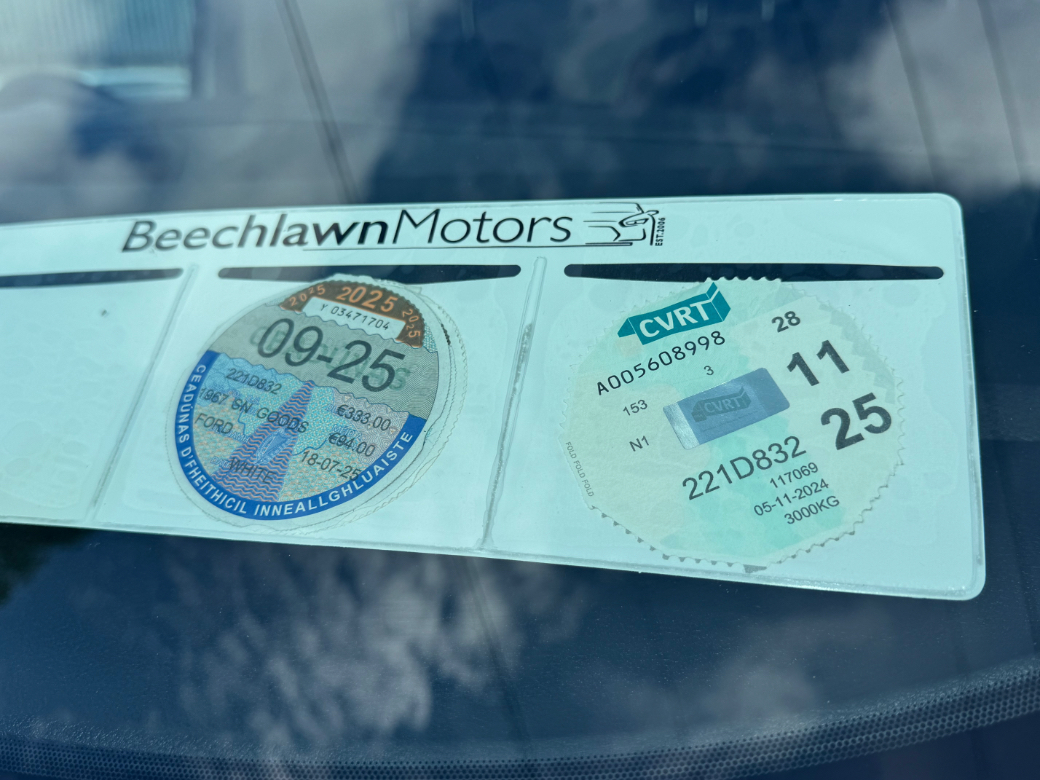 BeechlawnMotors
EST.2006
2025 2025 2025
Y 03471704
09-25
221D832
1967 GN GOODS €333.00
FORD €94.00
18-07-25
WHITE
CEADÚNAS D'FHEITHICIL INNEALLGHLUAISTE
CVRT
A005608998
28
11
25
3
153
CVRT
N1
221D832
117069
05-11-2024
3000KG
FOLD FOLD FOLD